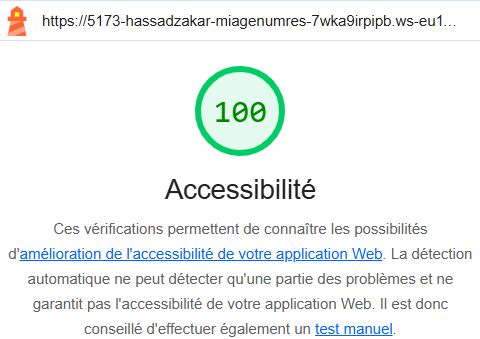 https://5173-hassadzakar-miagenumres-7wka9irpipb.ws-eu1...
100
Accessibilité
Ces vérifications permettent de connaître les possibilités
d'amélioration de l'accessibilité de votre application Web. La détection
automatique ne peut détecter qu'une partie des problèmes et ne
garantit pas l'accessibilité de votre application Web. Il est donc
conseillé d'effectuer également un test manuel.